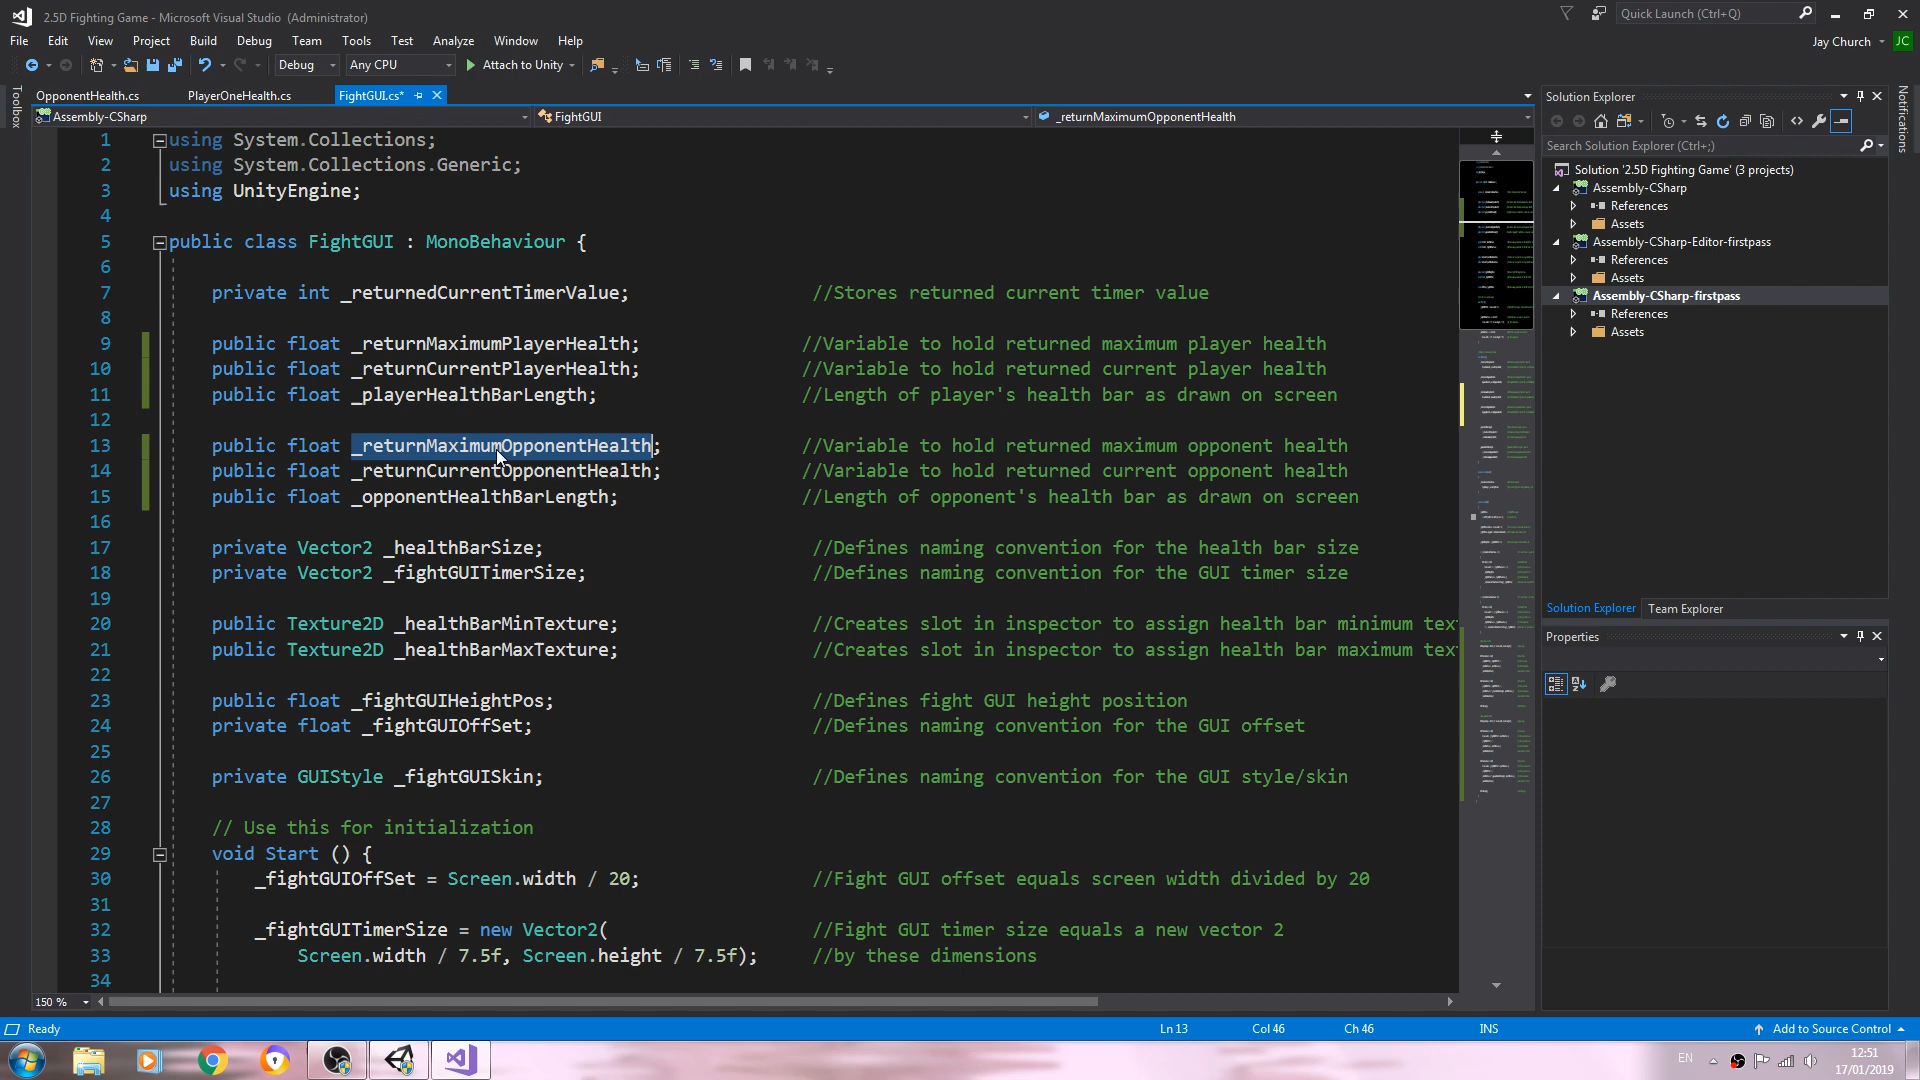 2.5D Fighting Game - Microsoft Visual Studio (Administrator)
Quick Launch (Ctrl+Q)
File Edit View Project Build Debug Team Tools Test Analyze Window Help
Jay Church JC
Debug Any CPU Attach to Unity
Toolbox
OpponentHealth.cs PlayerOneHealth.cs FightGUI.cs*
Assembly-CSharp FightGUI _returnMaximumOpponentHealth
1 using System.Collections;
2 using System.Collections.Generic;
3 using UnityEngine;
4
5 public class FightGUI : MonoBehaviour {
6
7 private int _returnedCurrentTimerValue; //Stores returned current timer value
8
9 public float _returnMaximumPlayerHealth; //Variable to hold returned maximum player health
10 public float _returnCurrentPlayerHealth; //Variable to hold returned current player health
11 public float _playerHealthBarLength; //Length of player's health bar as drawn on screen
12
13 public float _returnMaximumOpponentHealth; //Variable to hold returned maximum opponent health
14 public float _returnCurrentOpponentHealth; //Variable to hold returned current opponent health
15 public float _opponentHealthBarLength; //Length of opponent's health bar as drawn on screen
16
17 private Vector2 _healthBarSize; //Defines naming convention for the health bar size
18 private Vector2 _fightGUITimerSize; //Defines naming convention for the GUI timer size
19
20 public Texture2D _healthBarMinTexture; //Creates slot in inspector to assign health bar minimum tex
21 public Texture2D _healthBarMaxTexture; //Creates slot in inspector to assign health bar maximum tex
22
23 public float _fightGUIHeightPos; //Defines fight GUI height position
24 private float _fightGUIOffSet; //Defines naming convention for the GUI offset
25
26 private GUIStyle _fightGUISkin; //Defines naming convention for the GUI style/skin
27
28 // Use this for initialization
29 void Start () {
30 _fightGUIOffSet = Screen.width / 20; //Fight GUI offset equals screen width divided by 20
31
32 _fightGUITimerSize = new Vector2( //Fight GUI timer size equals a new vector 2
33 Screen.width / 7.5f, Screen.height / 7.5f); //by these dimensions
34
150 %
Solution Explorer
Search Solution Explorer (Ctrl+;)
Solution '2.5D Fighting Game' (3 projects)
Assembly-CSharp
References
Assets
Assembly-CSharp-Editor-firstpass
References
Assets
Assembly-CSharp-firstpass
References
Assets
Solution Explorer Team Explorer
Properties
Notifications
Ready Ln 13 Col 46 Ch 46 INS Add to Source Control
EN 12:51
17/01/2019